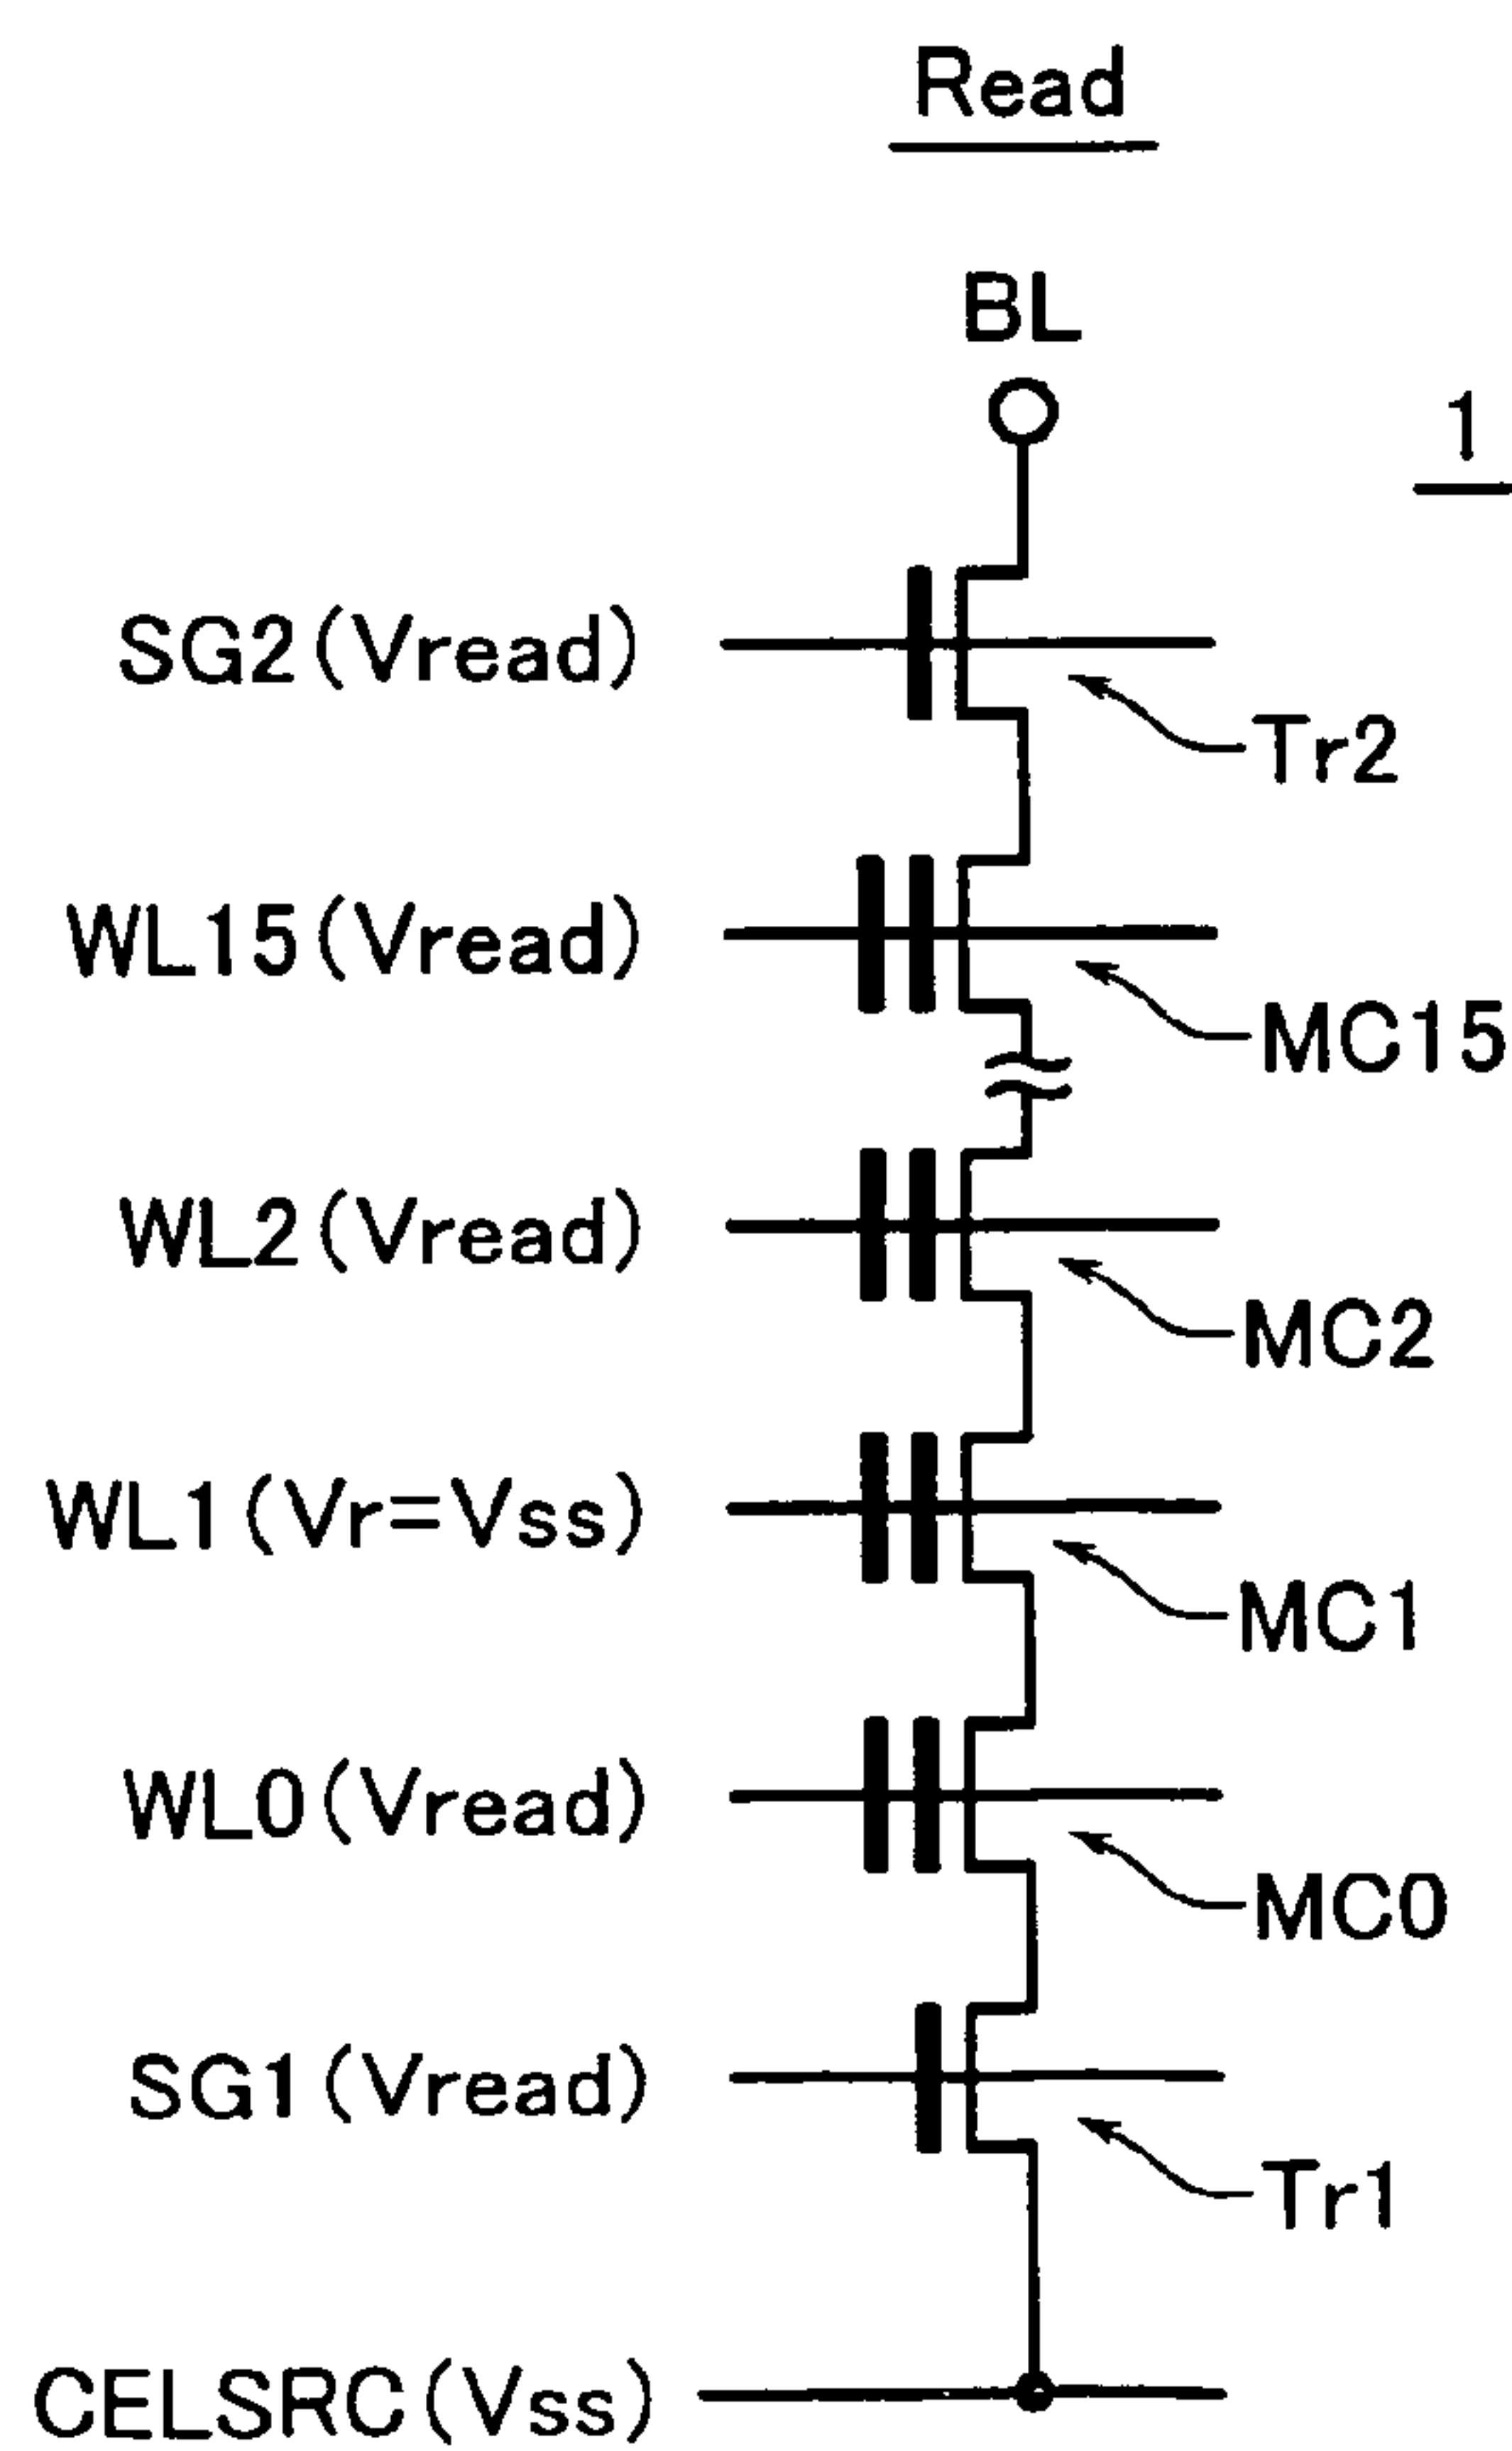 Read
BL
1
SG2(Vread)
Tr2
WL15(Vread)
MC15
WL2(Vread)
MC2
WL1(Vr=Vss)
MC1
WL0(Vread)
MC0
SG1(Vread)
Tr1
CELSRC(Vss)